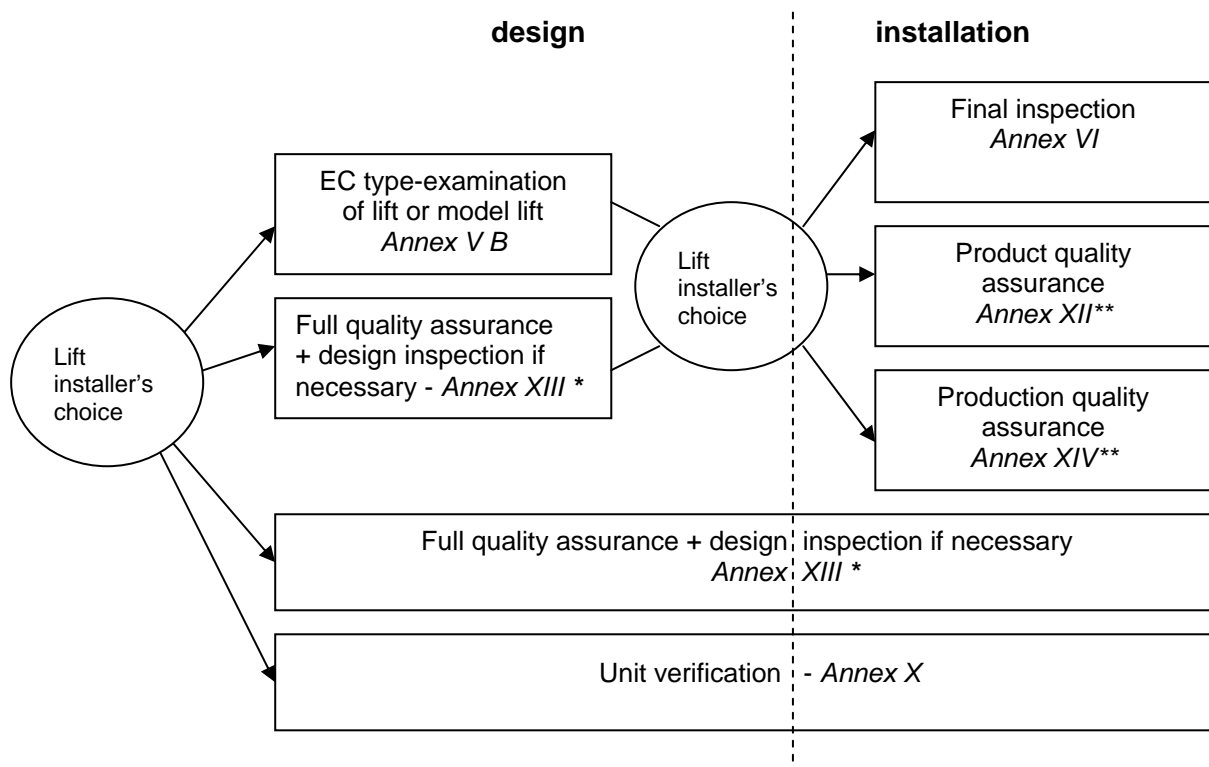 design
installation
Final inspection
Annex VI
EC type-examination
of lift or model lift
Annex V B
Lift
installer’s
choice
Product quality
assurance
Annex XII**
Full quality assurance
+ design inspection if
necessary - Annex XIII *
Lift
installer’s
choice
Production quality
assurance
Annex XIV**
Full quality assurance + design inspection if necessary
Annex XIII *
Unit verification - Annex X